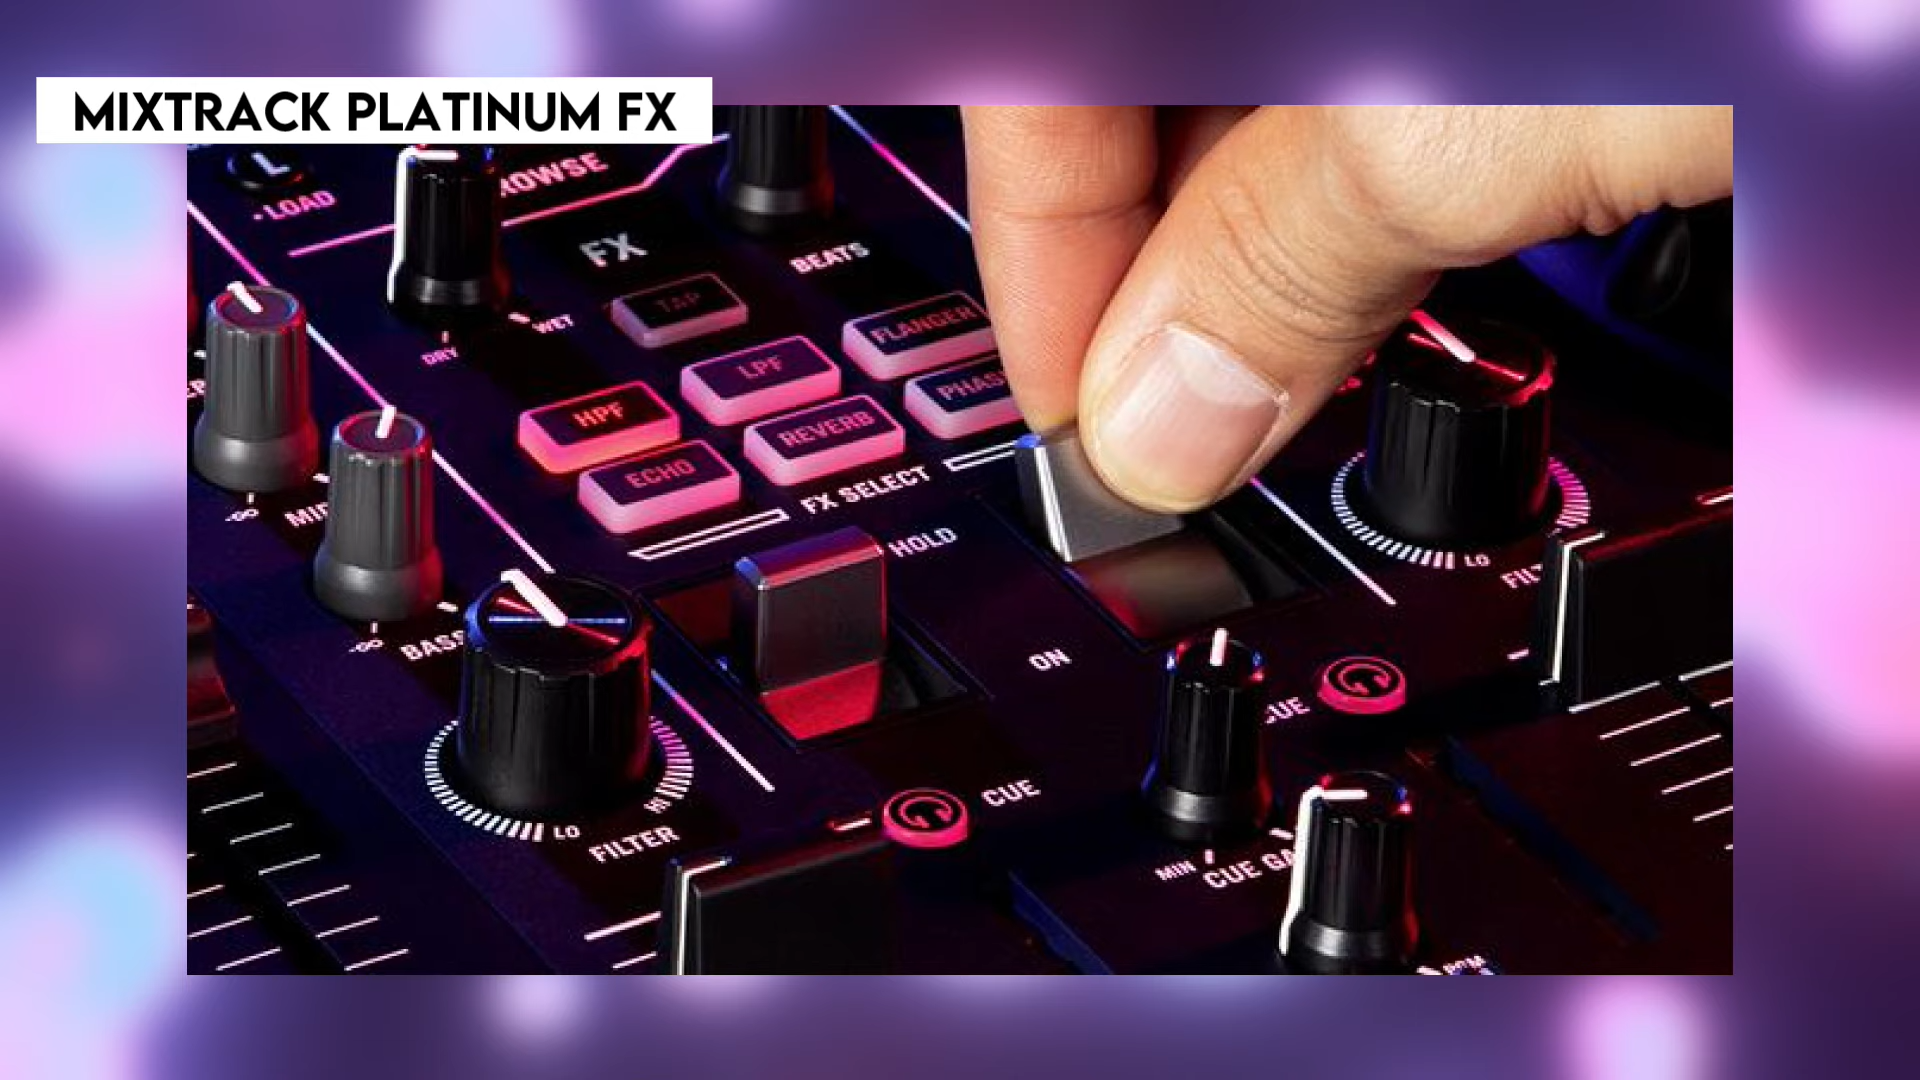 MIXTRACK PLATINUM FX
L
LOAD
FX
BEATS
TAP
WET
DRY
FLANGER
LPF
HPF
REVERB
ECHO
FX SELECT
HOLD
-∞
-∞
LO
ON
CUE
CUE
HI
LO
FILTER
MIN